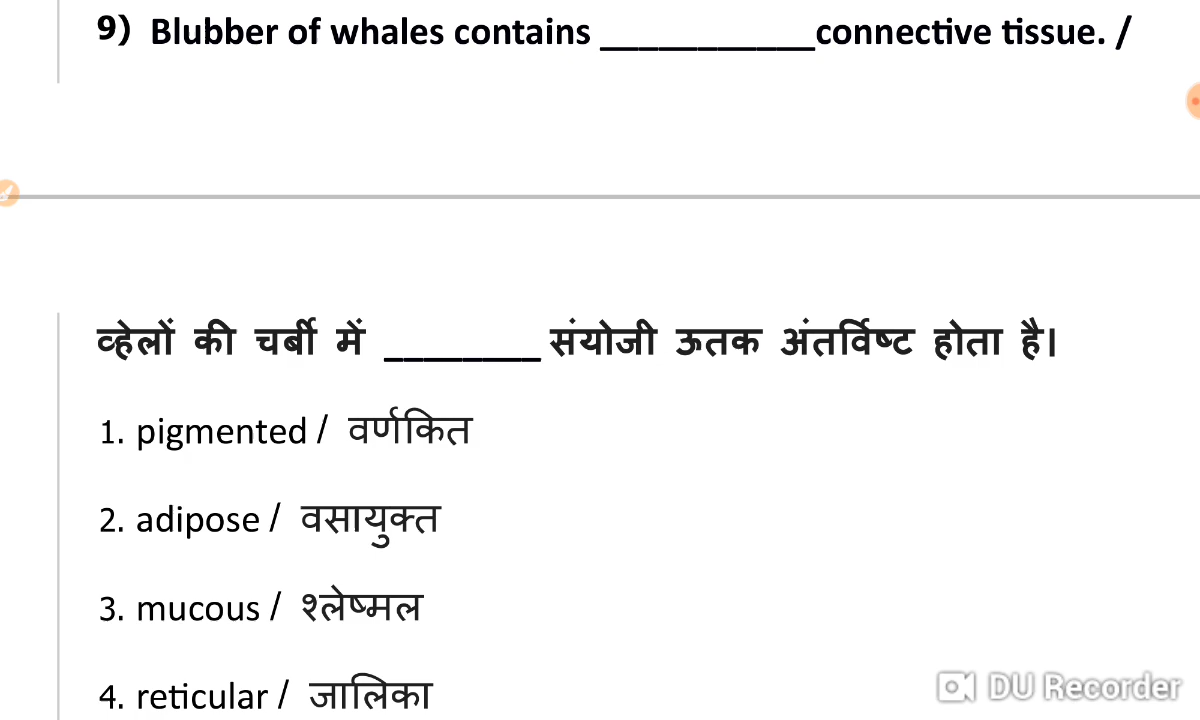 9) Blubber of whales contains ___________connective tissue. /
व्हेलों की चर्बी में ________ संयोजी ऊतक अंतर्विष्ट होता है।
1. pigmented / वर्णकित
2. adipose / वसायुक्त
3. mucous / श्लेष्मल
4. reticular / जालिका
DU Recorder